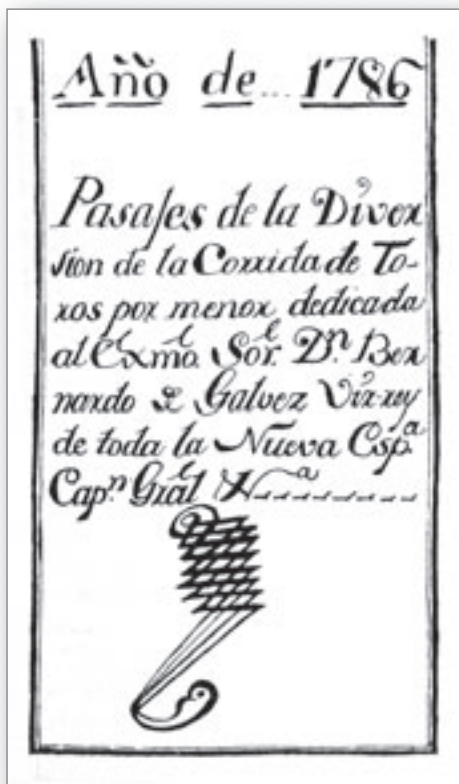 Año de... 1786
Pasajes de la Diver
sion de la Corrida de To-
ros por menor dedicada
al Exmo. Sor. Dn. Ber
nardo de Galvez Virrey
de toda la Nueva Espa.
Capn. Gral